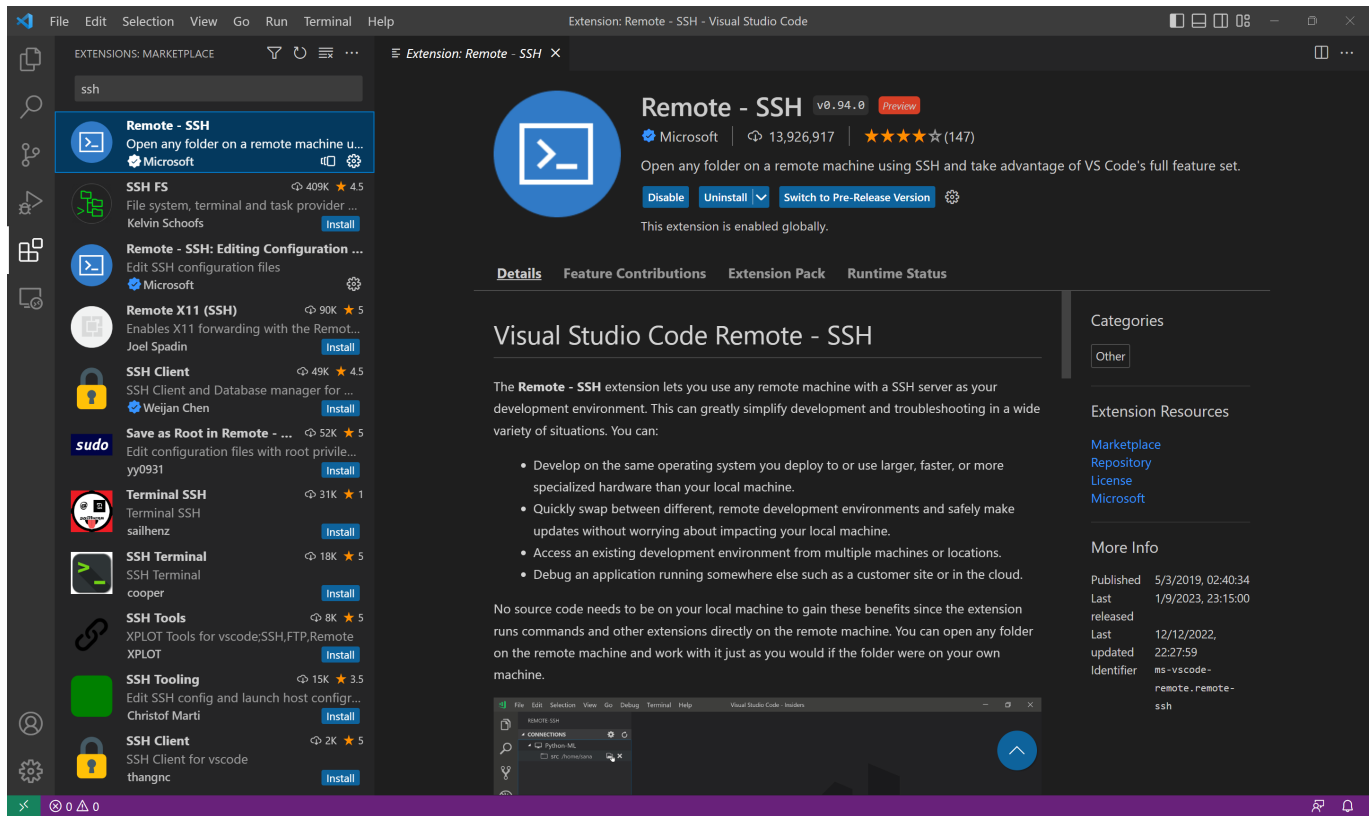 File Edit Selection View Go Run Terminal Help
Extension: Remote - SSH - Visual Studio Code
EXTENSIONS: MARKETPLACE
ssh
Remote - SSH
Open any folder on a remote machine u...
Microsoft
SSH FS 409K 4.5
File system, terminal and task provider ...
Kelvin Schoofs Install
Remote - SSH: Editing Configuration ...
Edit SSH configuration files
Microsoft
Remote X11 (SSH) 90K 5
Enables X11 forwarding with the Remot...
Joel Spadin Install
SSH Client 49K 4.5
SSH Client and Database manager for ...
Weijan Chen Install
sudo
Save as Root in Remote - ... 52K 5
Edit configuration files with root privile...
yy0931 Install
Terminal SSH 31K 1
Terminal SSH
sailhenz Install
SSH Terminal 18K 5
SSH Terminal
cooper Install
SSH Tools 8K 5
XPLOT Tools for vscode;SSH,FTP,Remote
XPLOT Install
SSH Tooling 15K 3.5
Edit SSH config and launch host configr...
Christof Marti Install
SSH Client 2K 5
SSH Client for vscode
thangnc Install
Extension: Remote - SSH
Remote - SSH v0.94.0 Preview
Microsoft 13,926,917 (147)
Open any folder on a remote machine using SSH and take advantage of VS Code's full feature set.
Disable Uninstall Switch to Pre-Release Version
This extension is enabled globally.
Details Feature Contributions Extension Pack Runtime Status
Visual Studio Code Remote - SSH
The Remote - SSH extension lets you use any remote machine with a SSH server as your
development environment. This can greatly simplify development and troubleshooting in a wide
variety of situations. You can:
• Develop on the same operating system you deploy to or use larger, faster, or more
specialized hardware than your local machine.
• Quickly swap between different, remote development environments and safely make
updates without worrying about impacting your local machine.
• Access an existing development environment from multiple machines or locations.
• Debug an application running somewhere else such as a customer site or in the cloud.
No source code needs to be on your local machine to gain these benefits since the extension
runs commands and other extensions directly on the remote machine. You can open any folder
on the remote machine and work with it just as you would if the folder were on your own
machine.
File Edit Selection View Go Debug Terminal Help Visual Studio Code - Insiders
REMOTE-SSH
CONNECTIONS
Python-ML
src /home/sana
Categories
Other
Extension Resources
Marketplace
Repository
License
Microsoft
More Info
Published 5/3/2019, 02:40:34
Last 1/9/2023, 23:15:00
released
Last 12/12/2022,
updated 22:27:59
Identifier ms-vscode-
remote.remote-
ssh
0 0